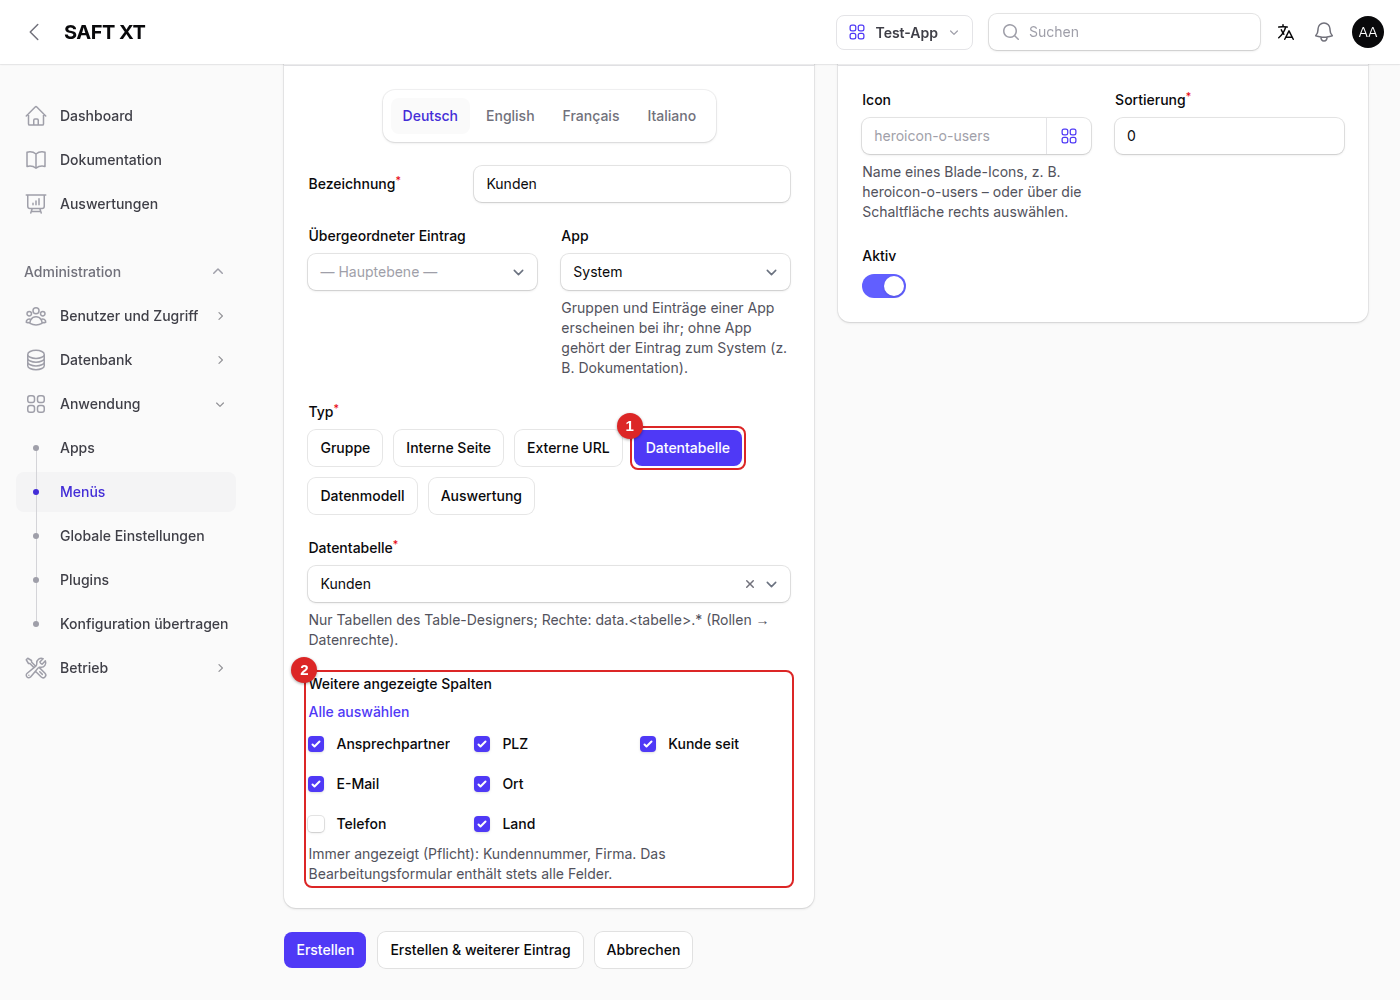 SAFT XT
Test-App
Suchen
AA
Dashboard
Dokumentation
Auswertungen
Administration
Benutzer und Zugriff
Datenbank
Anwendung
Apps
Menüs
Globale Einstellungen
Plugins
Konfiguration übertragen
Betrieb
Deutsch English Français Italiano
Bezeichnung*
Kunden
Übergeordneter Eintrag
— Hauptebene —
App
System
Gruppen und Einträge einer App
erscheinen bei ihr; ohne App
gehört der Eintrag zum System (z.
B. Dokumentation).
Typ*
1
Gruppe Interne Seite Externe URL Datentabelle
Datenmodell Auswertung
Datentabelle*
Kunden
Nur Tabellen des Table-Designers; Rechte: data.<tabelle>.* (Rollen →
Datenrechte).
2
Weitere angezeigte Spalten
Alle auswählen
Ansprechpartner PLZ Kunde seit
E-Mail Ort
Telefon Land
Immer angezeigt (Pflicht): Kundennummer, Firma. Das
Bearbeitungsformular enthält stets alle Felder.
Erstellen Erstellen & weiterer Eintrag Abbrechen
Icon
heroicon-o-users
Name eines Blade-Icons, z. B.
heroicon-o-users – oder über die
Schaltfläche rechts auswählen.
Sortierung*
0
Aktiv